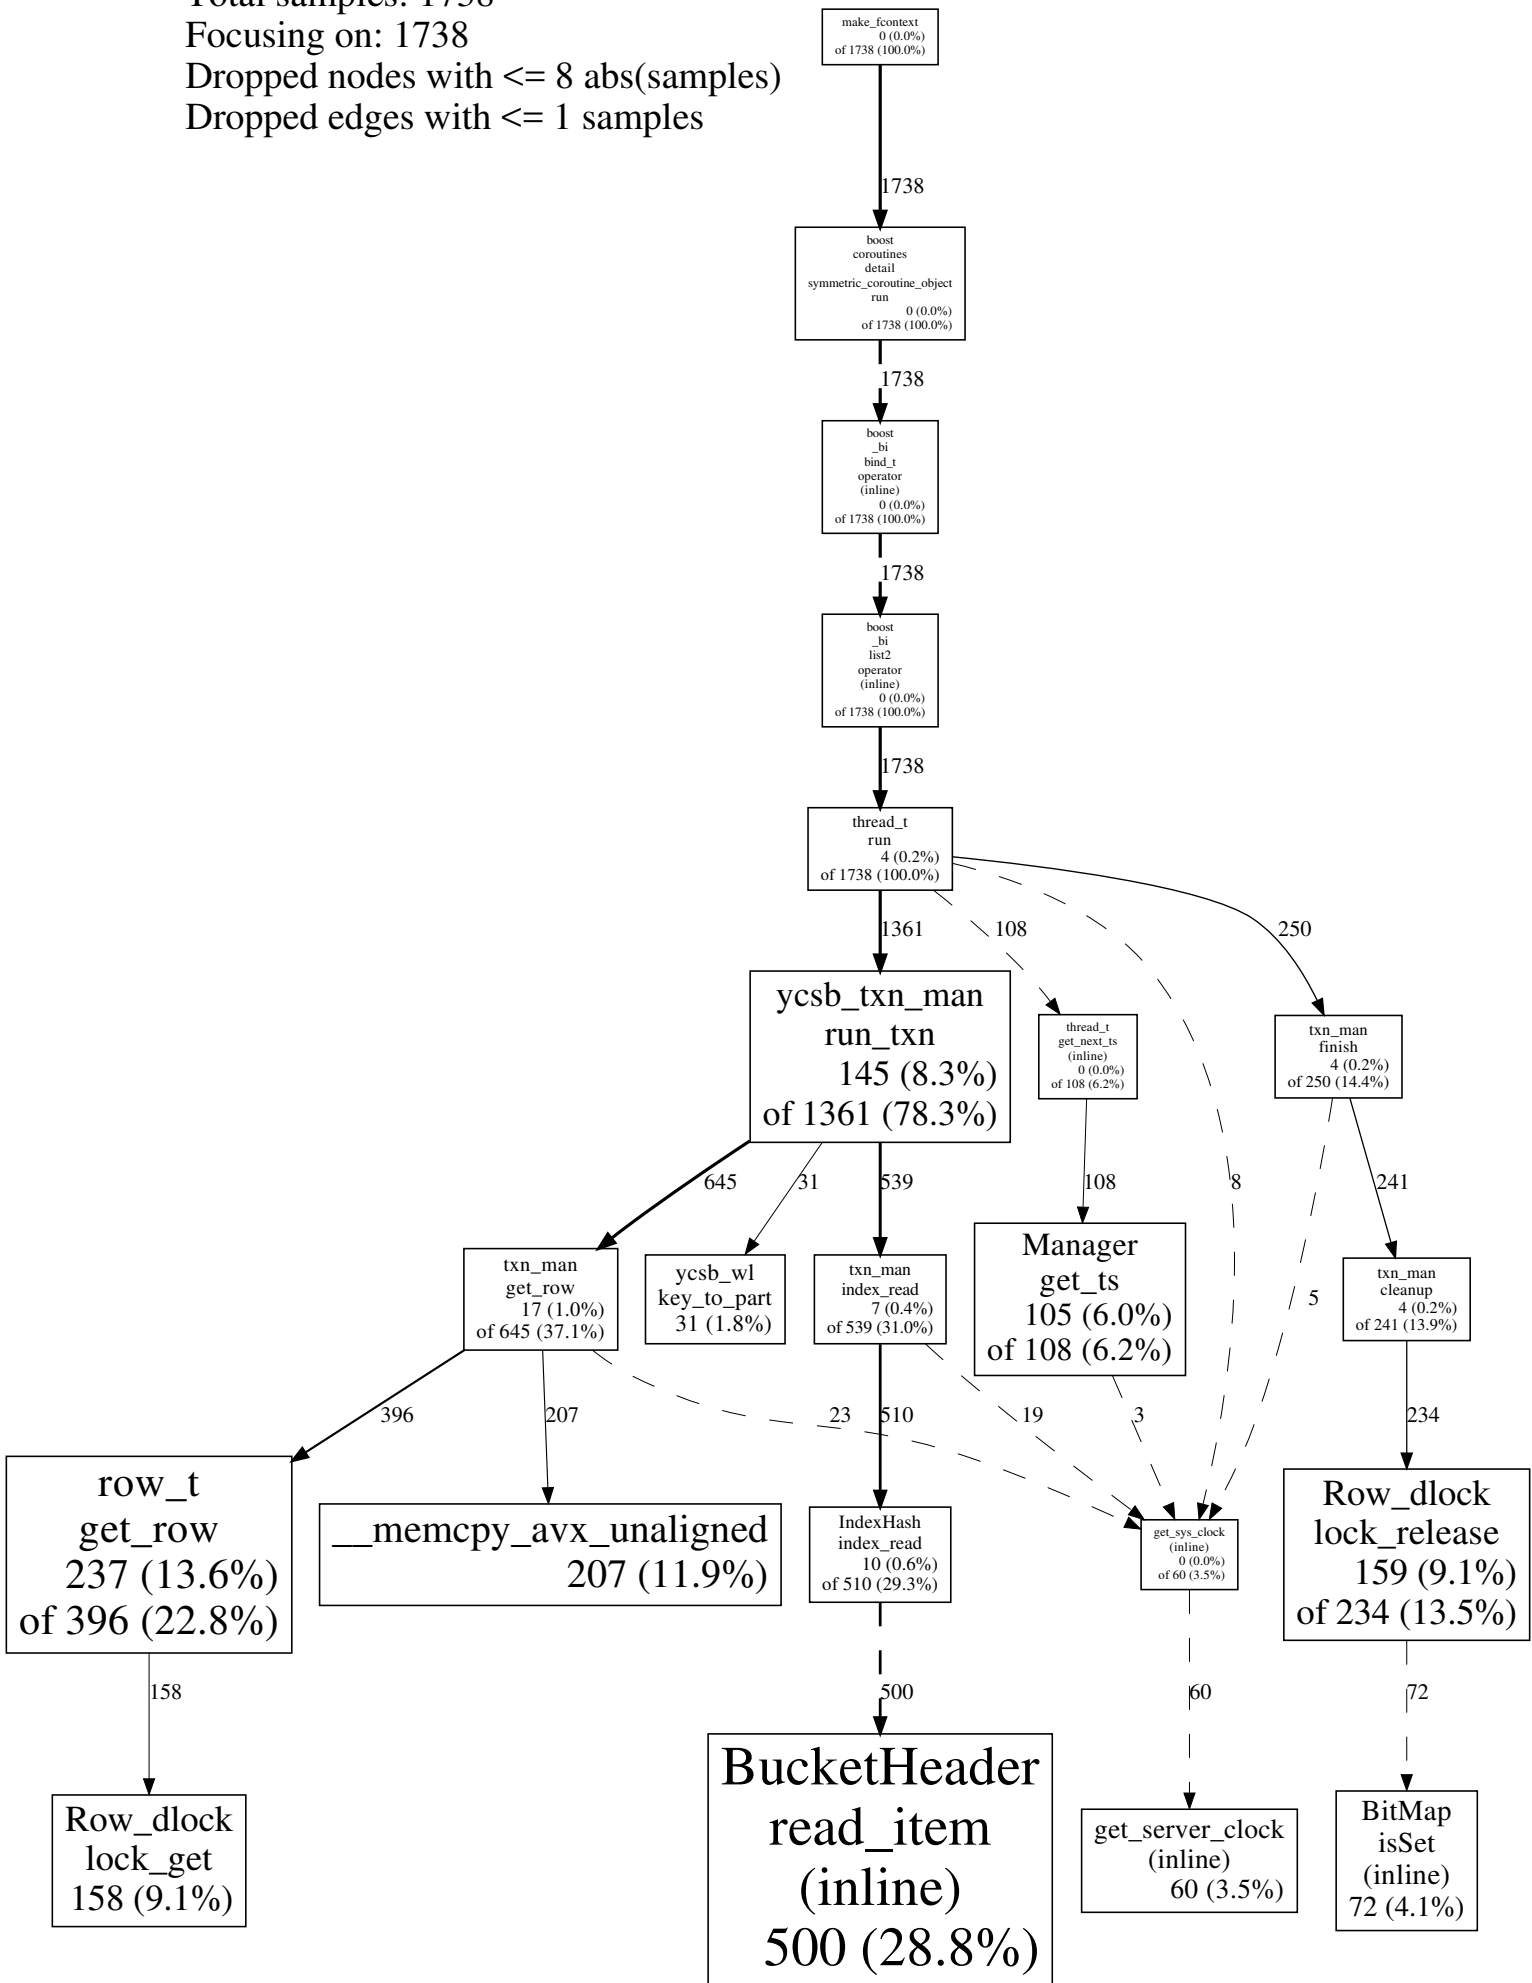 Total samples: 1738
Focusing on: 1738
Dropped nodes with <= 8 abs(samples)
Dropped edges with <= 1 samples
make_fcontext
0 (0.0%)
of 1738 (100.0%)
1738
boost
coroutines
detail
symmetric_coroutine_object
run
0 (0.0%)
of 1738 (100.0%)
1738
boost
_bi
bind_t
operator
(inline)
0 (0.0%)
of 1738 (100.0%)
1738
boost
_bi
list2
operator
(inline)
0 (0.0%)
of 1738 (100.0%)
1738
thread_t
run
4 (0.2%)
of 1738 (100.0%)
1361
108
250
8
ycsb_txn_man
run_txn
145 (8.3%)
of 1361 (78.3%)
thread_t
get_next_ts
(inline)
0 (0.0%)
of 108 (6.2%)
txn_man
finish
4 (0.2%)
of 250 (14.4%)
645
31
539
108
5
241
txn_man
get_row
17 (1.0%)
of 645 (37.1%)
ycsb_wl
key_to_part
31 (1.8%)
txn_man
index_read
7 (0.4%)
of 539 (31.0%)
Manager
get_ts
105 (6.0%)
of 108 (6.2%)
txn_man
cleanup
4 (0.2%)
of 241 (13.9%)
396
207
23
510
19
3
234
row_t
get_row
237 (13.6%)
of 396 (22.8%)
__memcpy_avx_unaligned
207 (11.9%)
IndexHash
index_read
10 (0.6%)
of 510 (29.3%)
get_sys_clock
(inline)
0 (0.0%)
of 60 (3.5%)
Row_dlock
lock_release
159 (9.1%)
of 234 (13.5%)
158
500
60
72
Row_dlock
lock_get
158 (9.1%)
BucketHeader
read_item
(inline)
500 (28.8%)
get_server_clock
(inline)
60 (3.5%)
BitMap
isSet
(inline)
72 (4.1%)